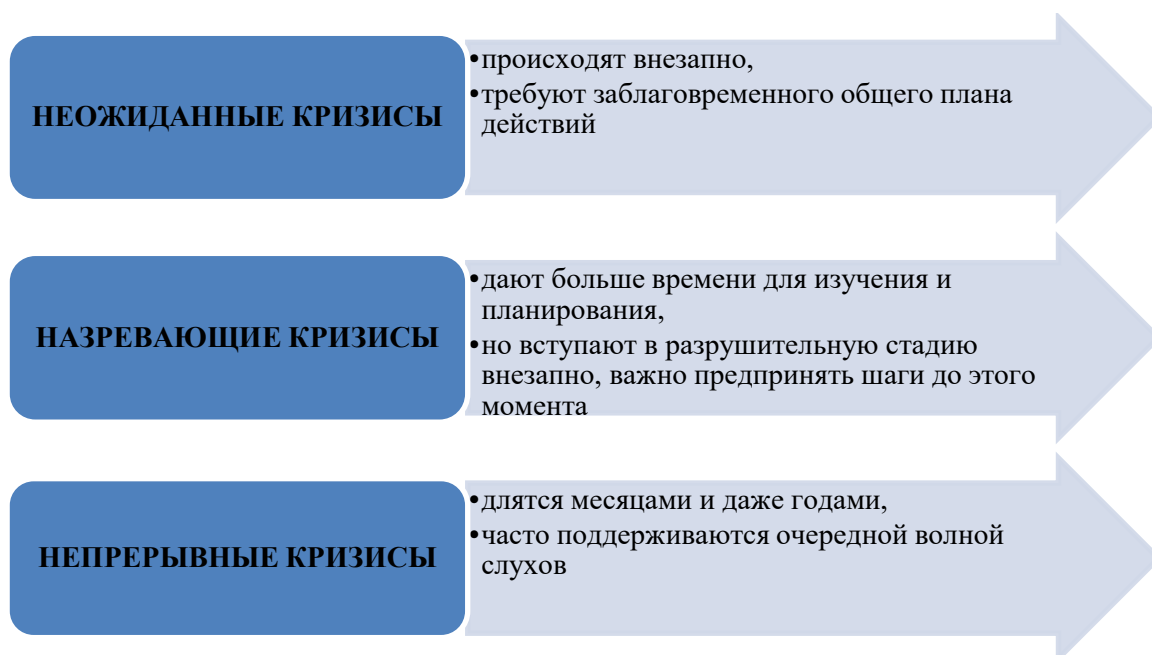 НЕОЖИДАННЫЕ КРИЗИСЫ
•происходят внезапно,
•требуют заблаговременного общего плана
действий
НАЗРЕВАЮЩИЕ КРИЗИСЫ
•дают больше времени для изучения и
планирования,
•но вступают в разрушительную стадию
внезапно, важно предпринять шаги до этого
момента
НЕПРЕРЫВНЫЕ КРИЗИСЫ
•длятся месяцами и даже годами,
•часто поддерживаются очередной волной
слухов